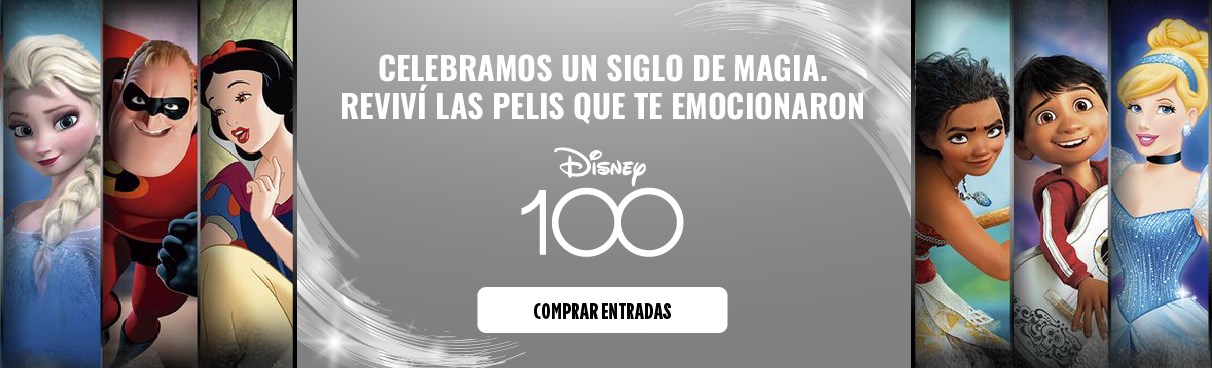 CELEBRAMOS UN SIGLO DE MAGIA.
REVIVÍ LAS PELIS QUE TE EMOCIONARON
Disney
100
COMPRAR ENTRADAS